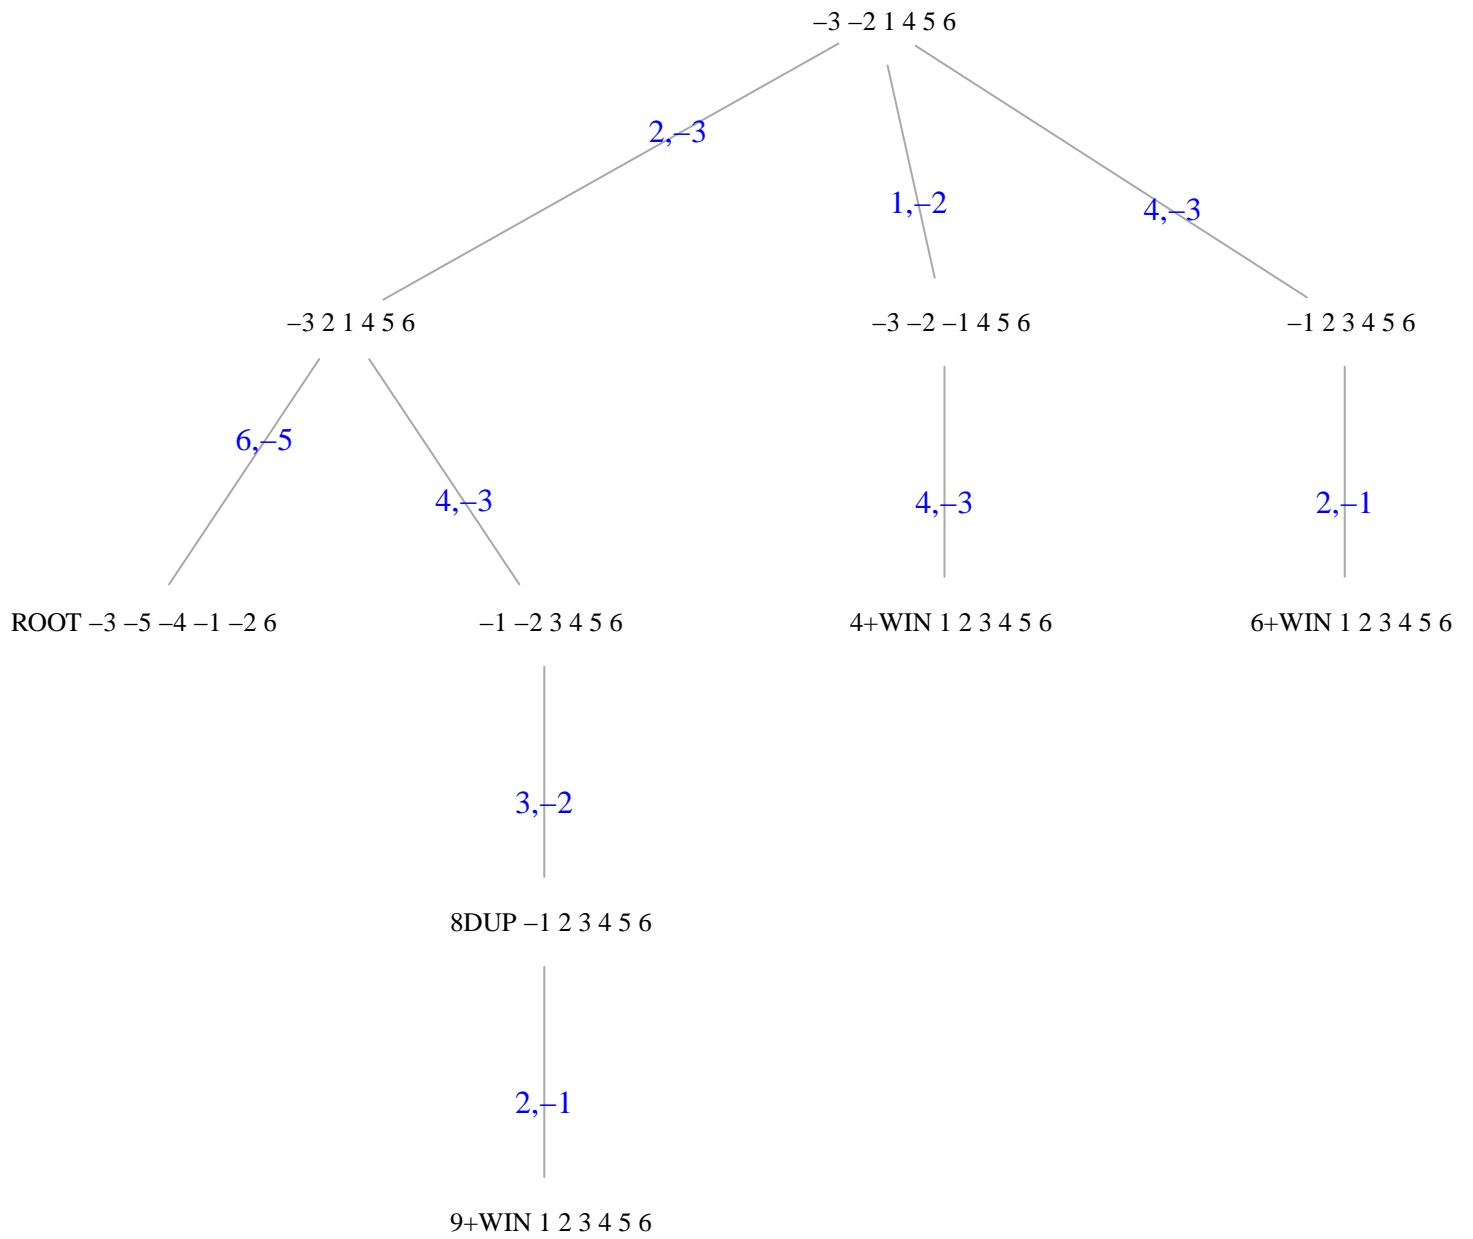 –3 –2 1 4 5 6
2,–3
1,–2
4,–3
–3 2 1 4 5 6
–3 –2 –1 4 5 6
–1 2 3 4 5 6
6,–5
4,–3
4,–3
2,–1
ROOT –3 –5 –4 –1 –2 6
–1 –2 3 4 5 6
4+WIN 1 2 3 4 5 6
6+WIN 1 2 3 4 5 6
3,–2
8DUP –1 2 3 4 5 6
2,–1
9+WIN 1 2 3 4 5 6